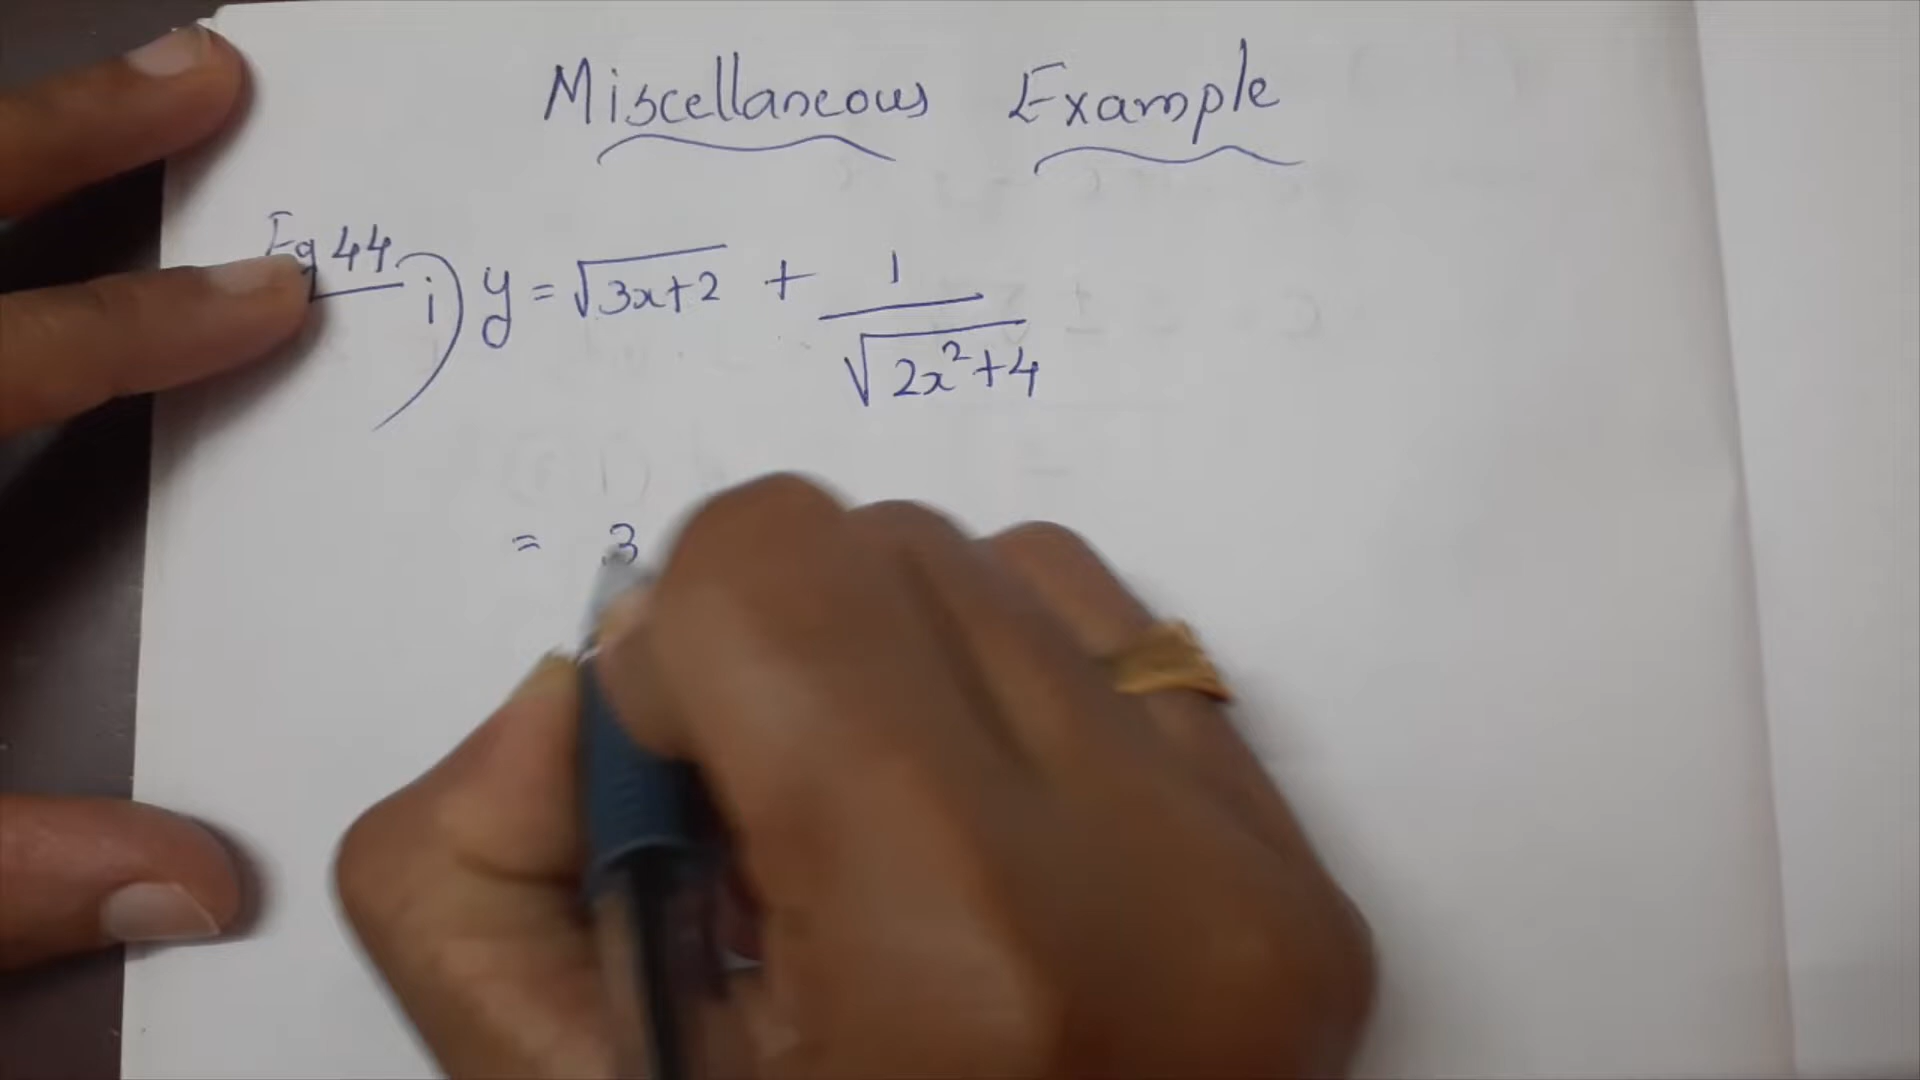 Miscellaneous Example
Eg 44 i) y = √3x+2 + 1/√2x²+4
= 3